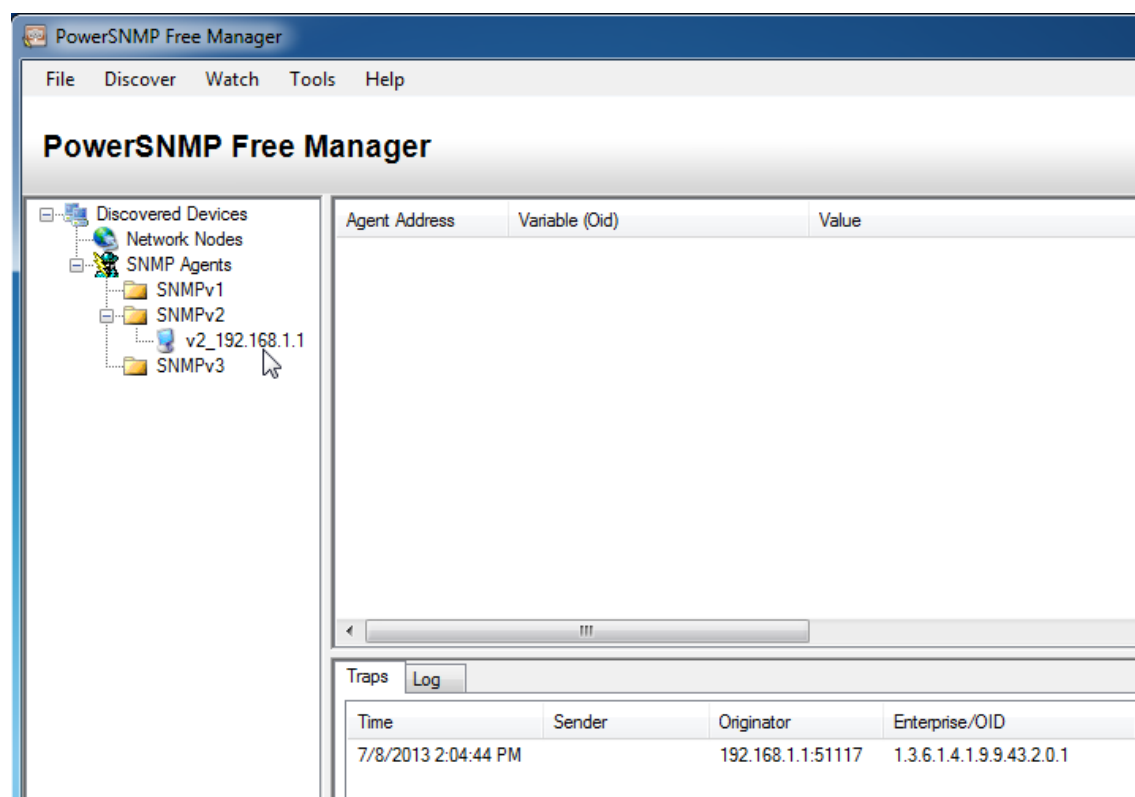 PowerSNMP Free Manager
File Discover Watch Tools Help
PowerSNMP Free Manager
Discovered Devices
Network Nodes
SNMP Agents
SNMPv1
SNMPv2
v2_192.168.1.1
SNMPv3
Agent Address Variable (Oid) Value
Traps Log
Time Sender Originator Enterprise/OID
7/8/2013 2:04:44 PM 192.168.1.1:51117 1.3.6.1.4.1.9.9.43.2.0.1